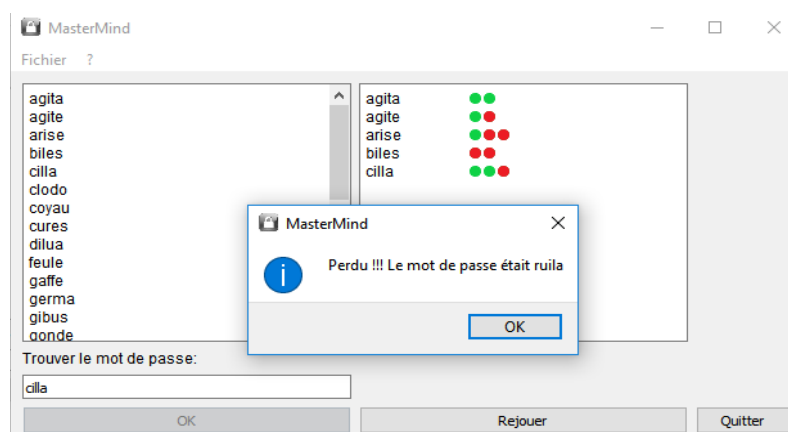 MasterMind
Fichier ?
agita
agite
arise
biles
cilla
clodo
coyau
cures
dilua
feule
gaffe
germa
gibus
gonde
agita
agite
arise
biles
cilla
MasterMind
Perdu !!! Le mot de passe était ruila
OK
Trouver le mot de passe:
cilla
OK Rejouer Quitter